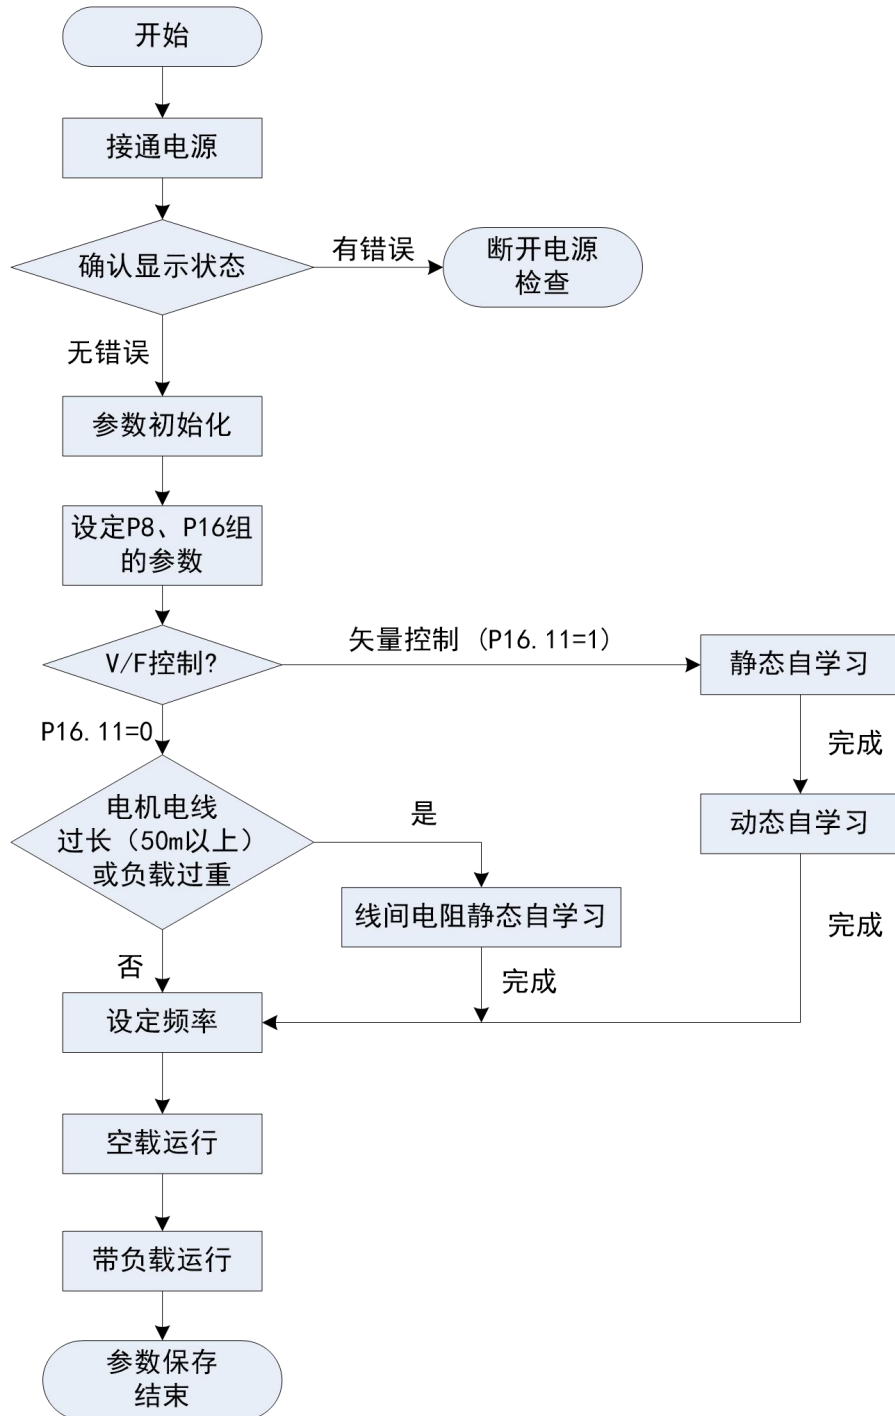 开始
接通电源
确认显示状态
有错误
断开电源
检查
无错误
参数初始化
设定P8、P16组
的参数
V/F控制?
矢量控制 (P16.11=1)
静态自学习
P16.11=0
完成
电机电线
过长（50m以上）
或负载过重
是
动态自学习
线间电阻静态自学习
完成
否
完成
设定频率
空载运行
带负载运行
参数保存
结束